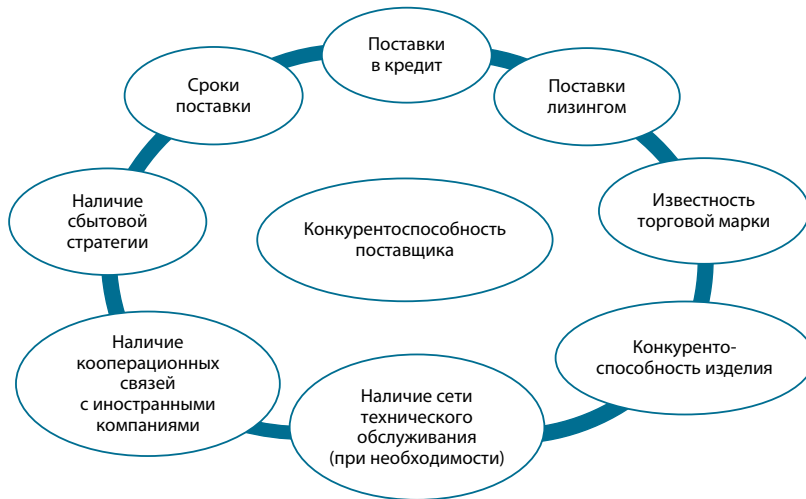 Поставки
в кредит
Сроки
поставки
Поставки
лизингом
Наличие
сбытовой
стратегии
Известность
торговой марки
Конкурентоспособность
поставщика
Наличие
кооперационных
связей
с иностранными
компаниями
Конкуренто-
способность изделия
Наличие сети
технического
обслуживания
(при необходимости)